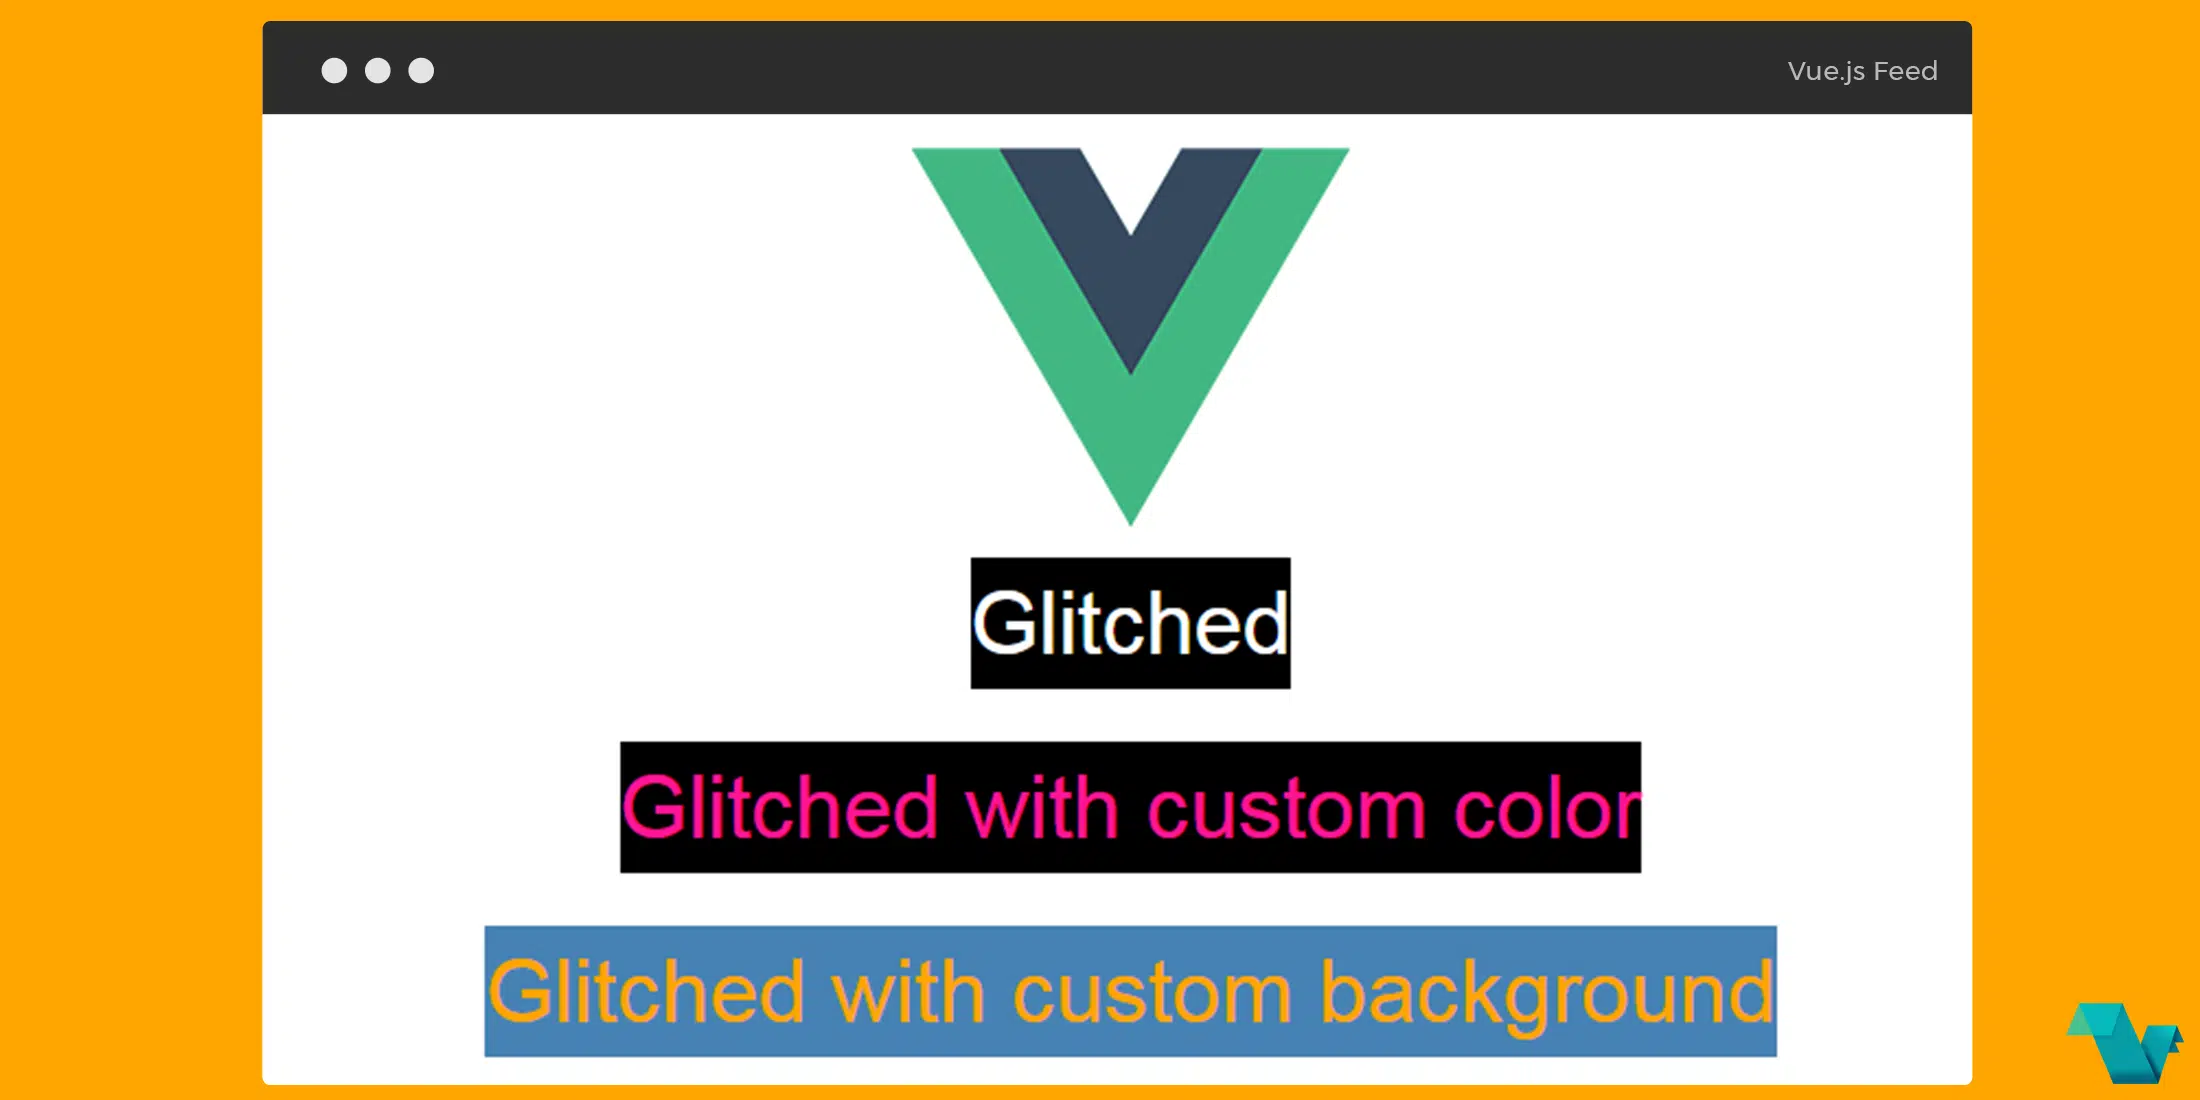 Vue.js Feed
Glitched
Glitched with custom color
Glitched with custom background